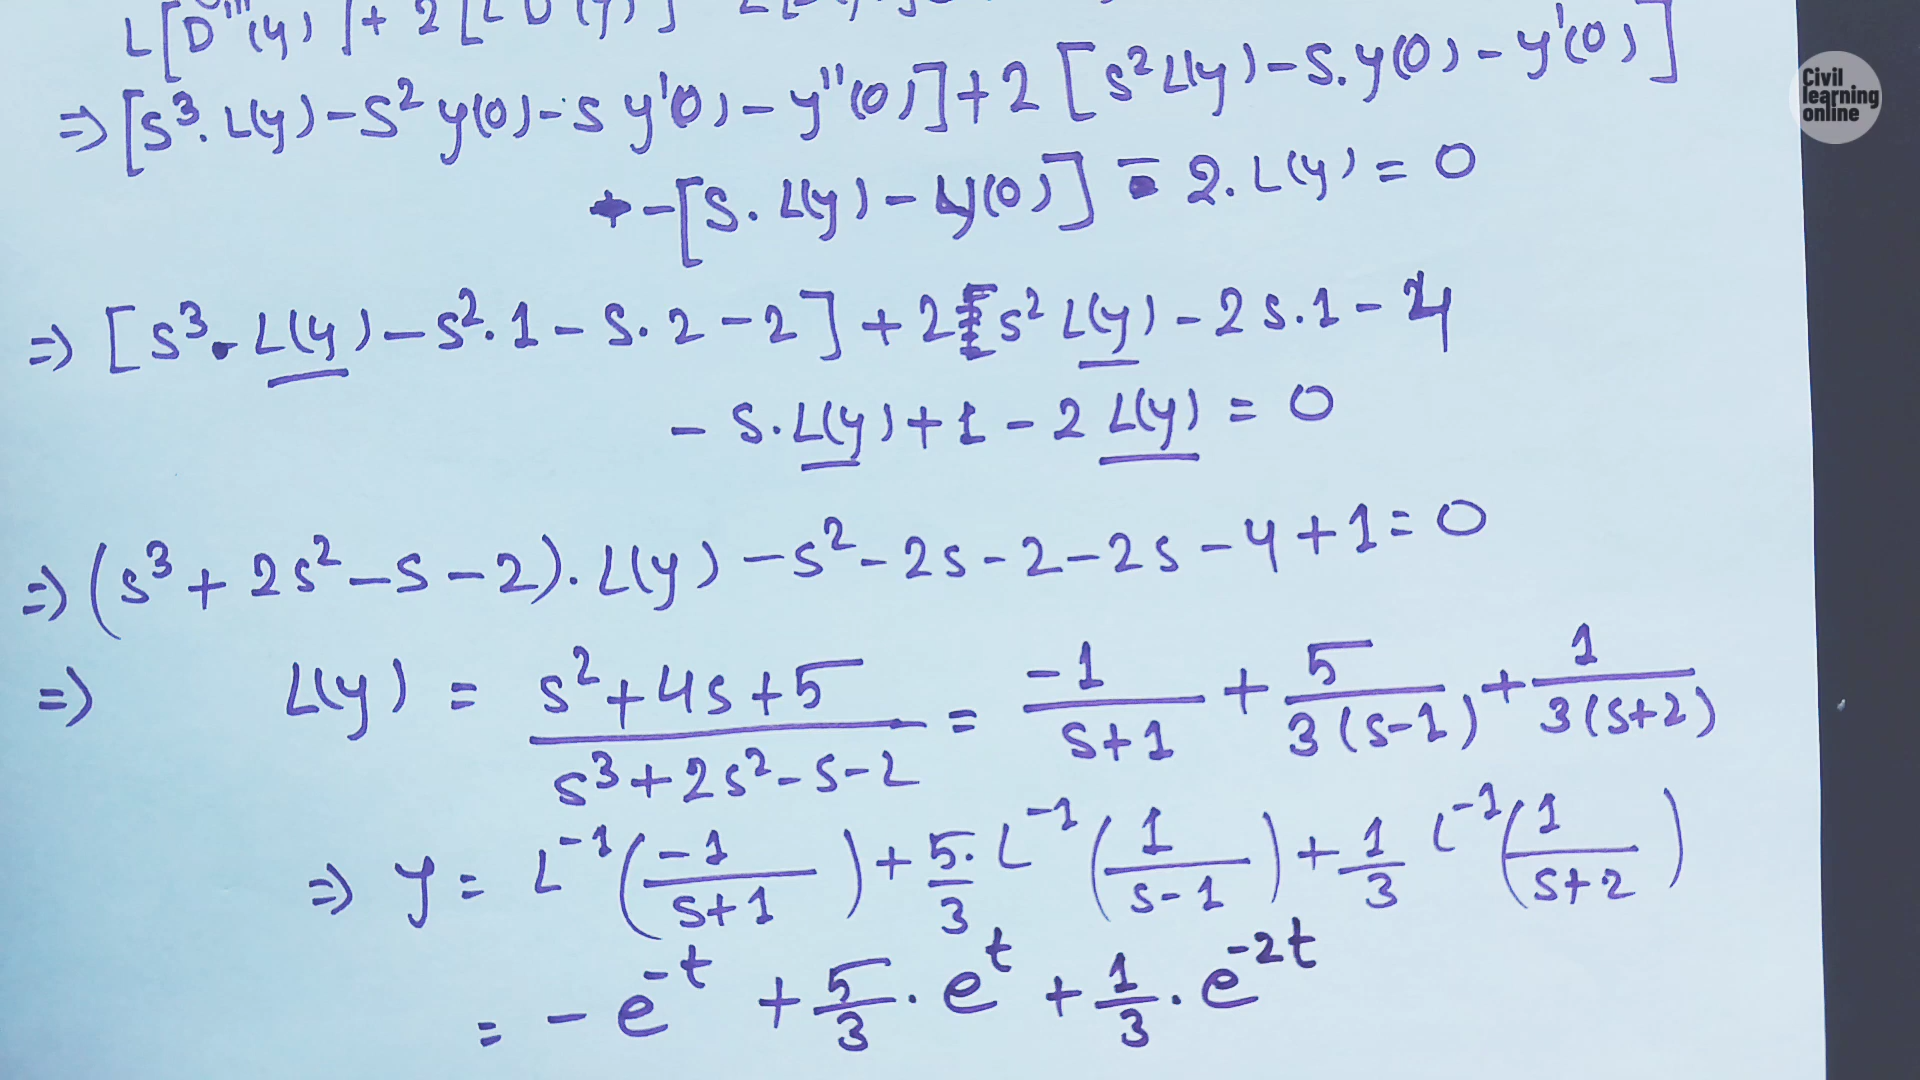 L[D'''(y)]+2[L D''(y)]
⇒[s³.L(y)-s² y(0)-s y'(0)-y''(0)]+2[s² L(y)-s.y(0)-y'(0)]
-[s.L(y)-y(0)]-2.L(y)=0
⇒[s³.L(y)-s².1-s.2-2]+2s² L(y)-2s.1-4
-s.L(y)+1-2 L(y)=0
⇒(s³+2s²-s-2).L(y)-s²-2s-2-2s-4+1=0
⇒ L(y) = (s²+4s+5)/(s³+2s²-s-2) = -1/(s+1) + 5/(3(s-1)) + 1/(3(s+2))
⇒ y = L⁻¹(-1/(s+1)) + 5/3.L⁻¹(1/(s-1)) + 1/3 L⁻¹(1/(s+2))
= -e^-t + 5/3.e^t + 1/3.e^-2t
Civil
learning
online